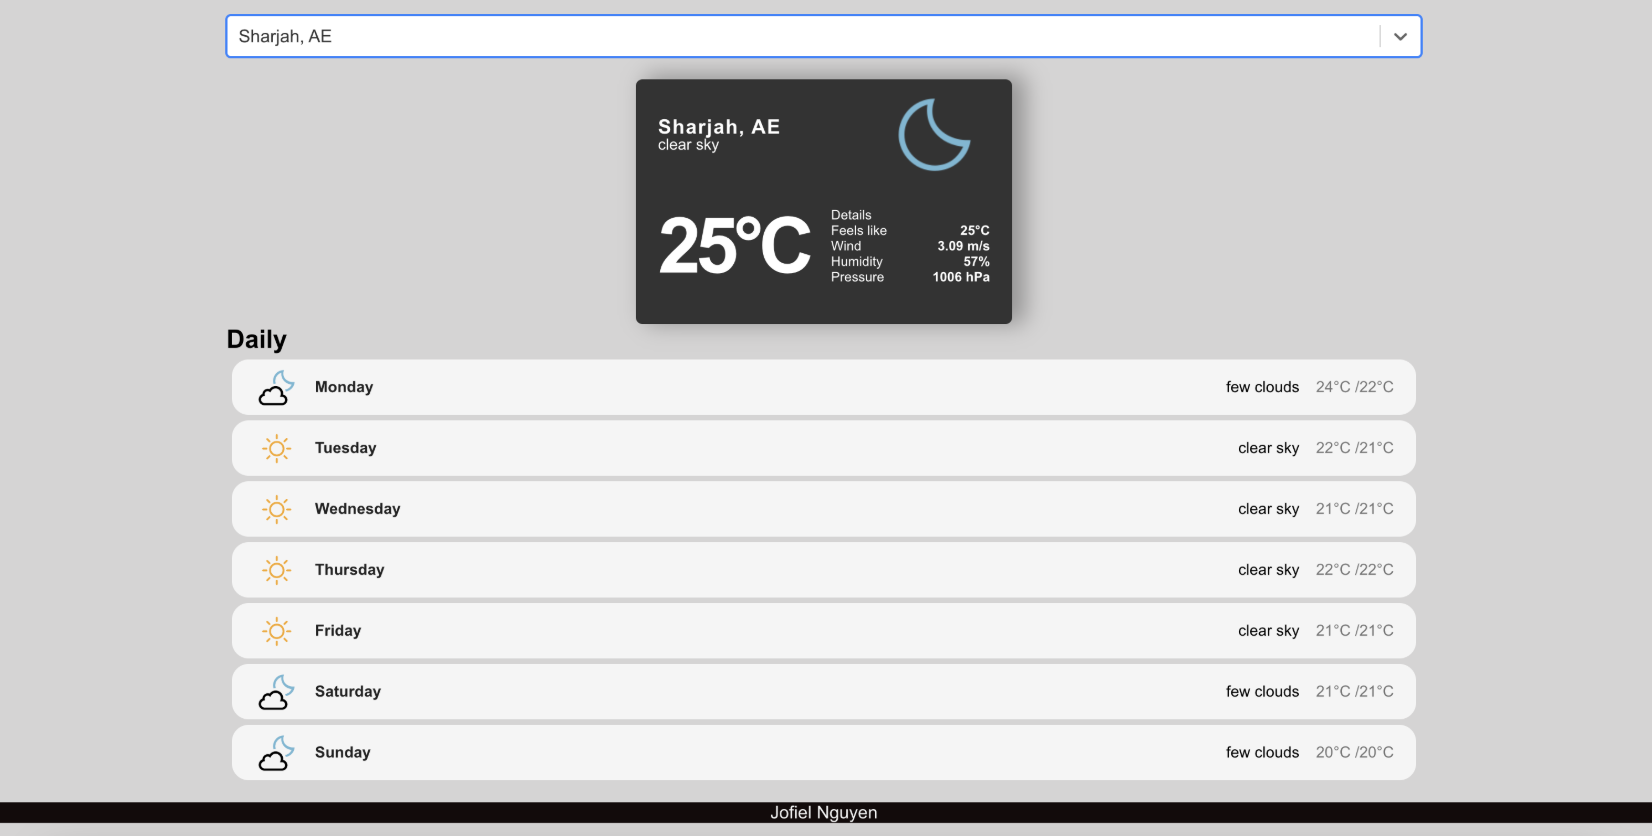 Sharjah, AE
Sharjah, AE
clear sky
25°C
Details
Feels like 25°C
Wind 3.09 m/s
Humidity 57%
Pressure 1006 hPa
Daily
Monday few clouds 24°C /22°C
Tuesday clear sky 22°C /21°C
Wednesday clear sky 21°C /21°C
Thursday clear sky 22°C /22°C
Friday clear sky 21°C /21°C
Saturday few clouds 21°C /21°C
Sunday few clouds 20°C /20°C
Jofiel Nguyen